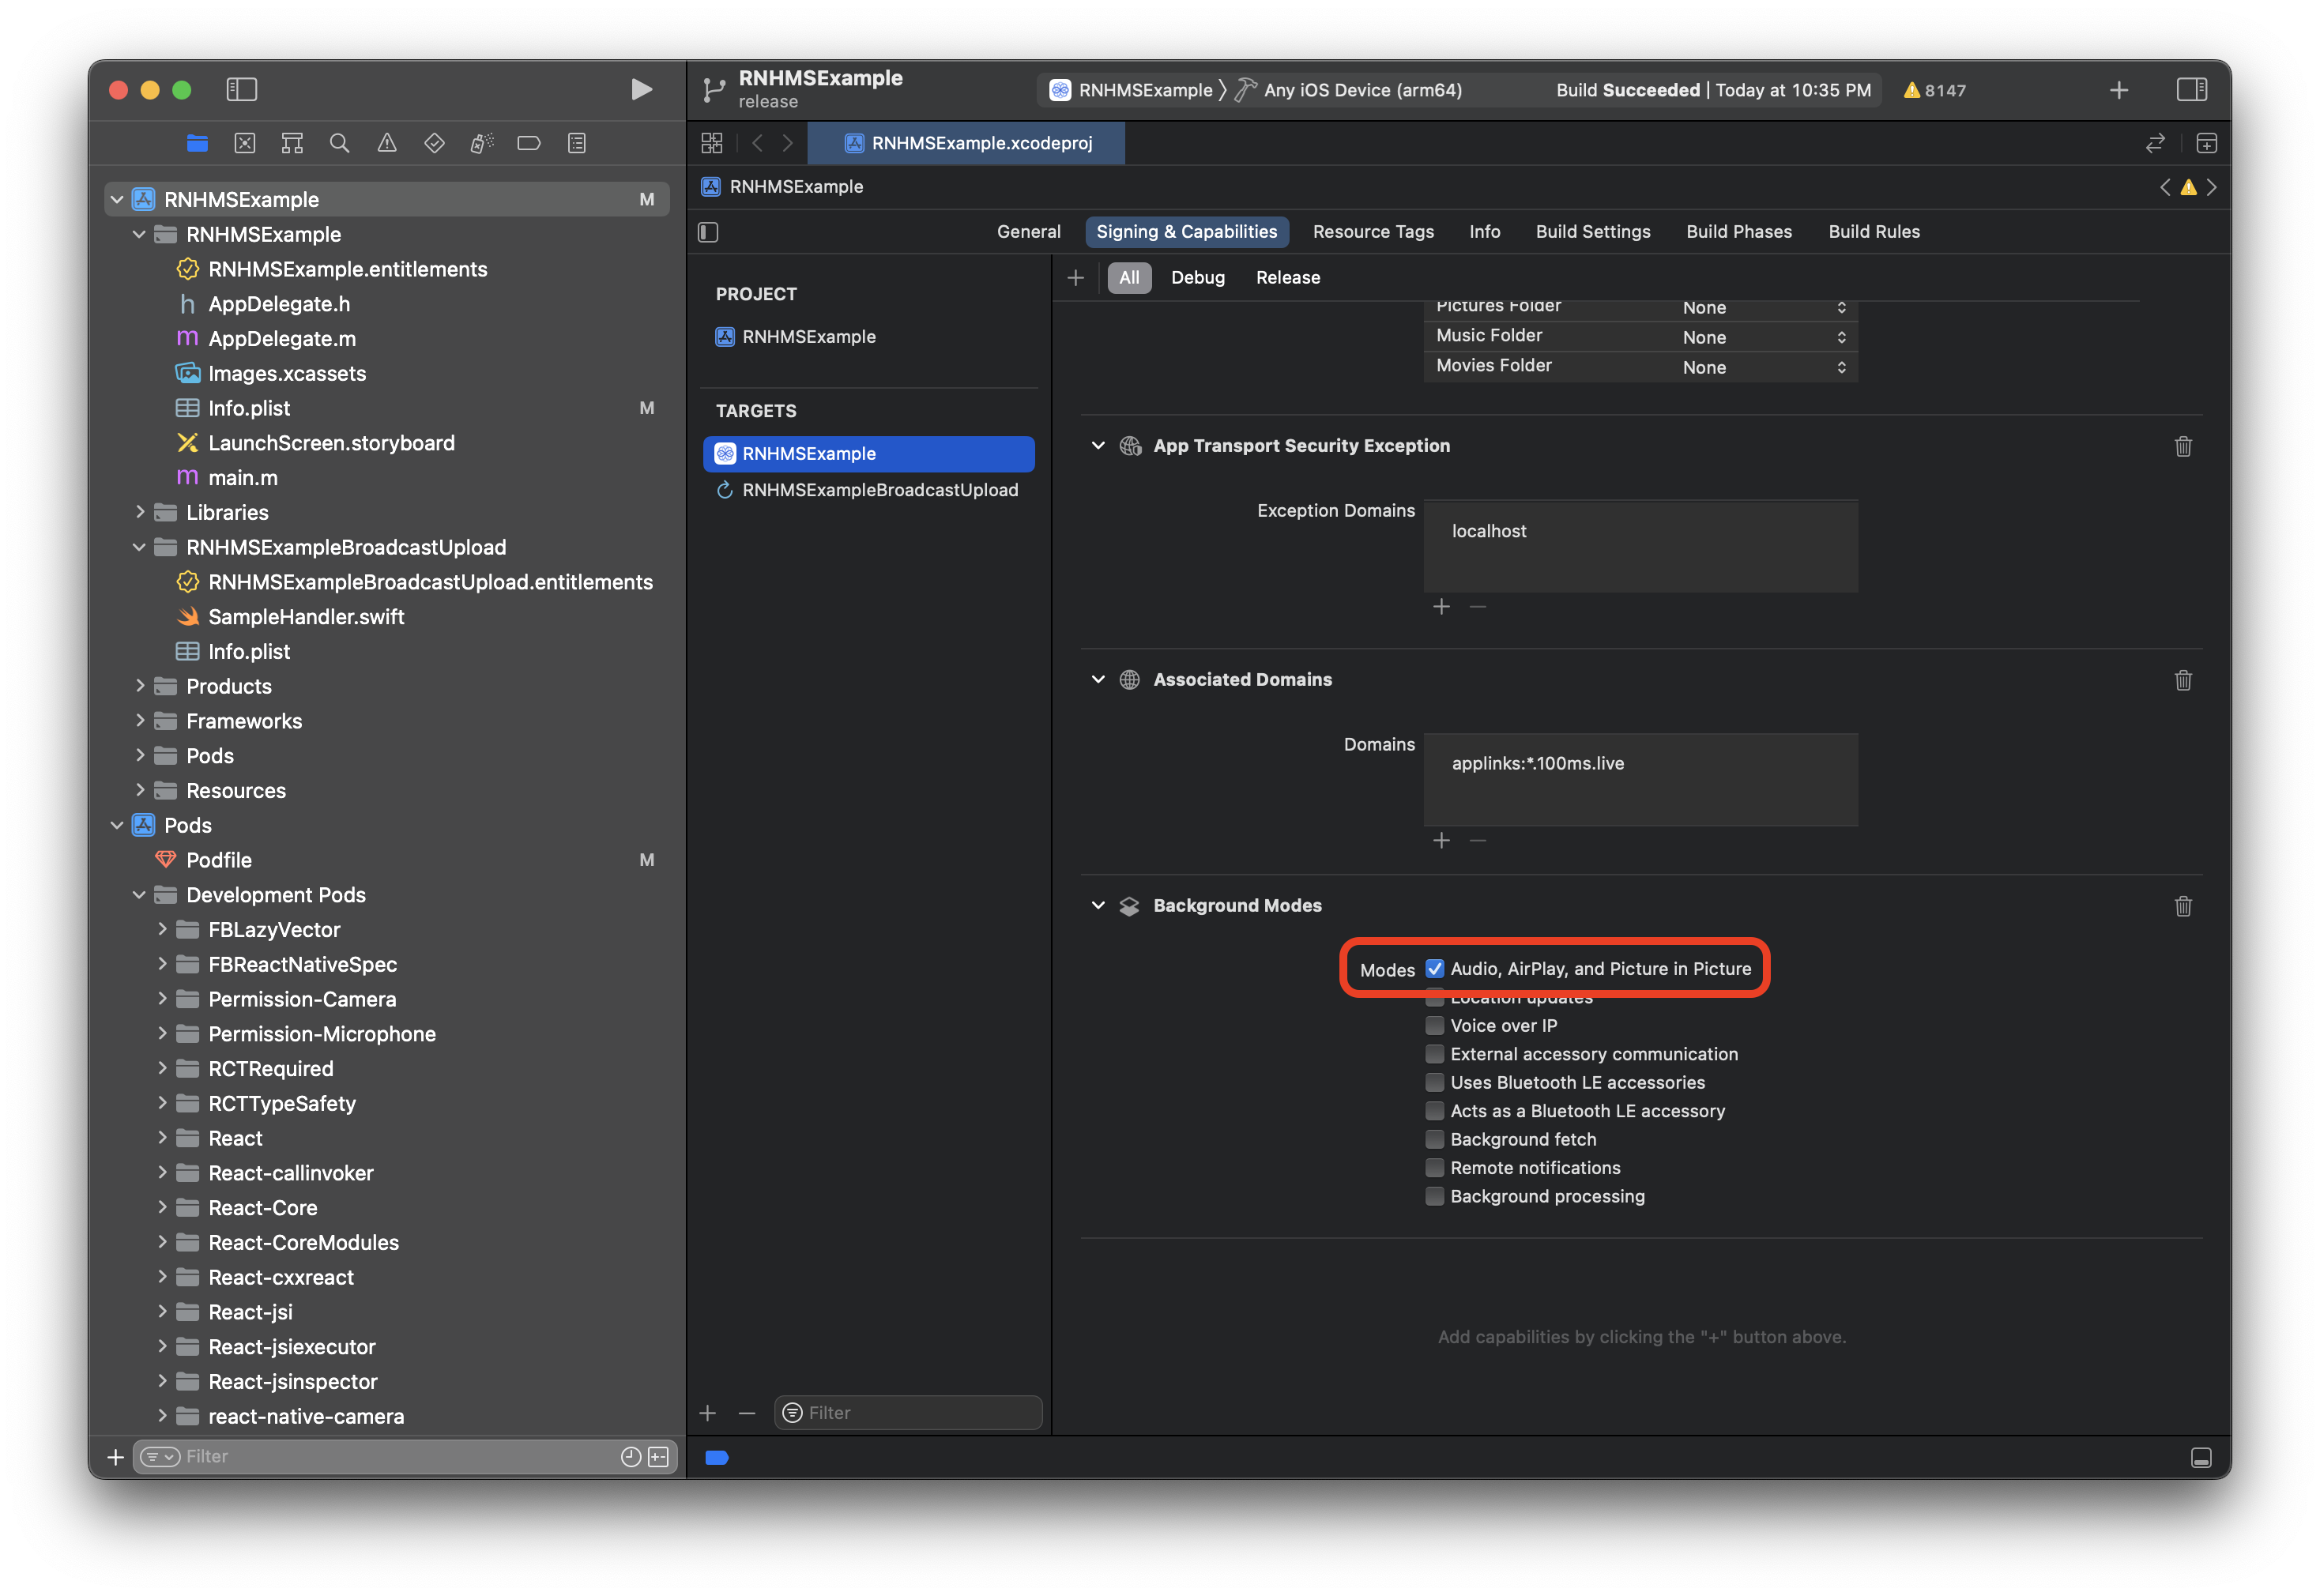 RNHMSExample
release
RNHMSExample
Any iOS Device (arm64)
Build Succeeded | Today at 10:35 PM
8147
RNHMSExample.xcodeproj
RNHMSExample
General
Signing & Capabilities
Resource Tags
Info
Build Settings
Build Phases
Build Rules
RNHMSExample M
RNHMSExample
RNHMSExample.entitlements
h AppDelegate.h
m AppDelegate.m
Images.xcassets
Info.plist M
LaunchScreen.storyboard
m main.m
Libraries
RNHMSExampleBroadcastUpload
RNHMSExampleBroadcastUpload.entitlements
SampleHandler.swift
Info.plist
Products
Frameworks
Pods
Resources
Pods
Podfile M
Development Pods
FBLazyVector
FBReactNativeSpec
Permission-Camera
Permission-Microphone
RCTRequired
RCTTypeSafety
React
React-callinvoker
React-Core
React-CoreModules
React-cxxreact
React-jsi
React-jsiexecutor
React-jsinspector
react-native-camera
Filter
PROJECT
RNHMSExample
TARGETS
RNHMSExample
RNHMSExampleBroadcastUpload
Filter
All
Debug
Release
Pictures Folder None
Music Folder None
Movies Folder None
App Transport Security Exception
Exception Domains
localhost
Associated Domains
Domains
applinks:*.100ms.live
Background Modes
Modes Audio, AirPlay, and Picture in Picture
Location updates
Voice over IP
External accessory communication
Uses Bluetooth LE accessories
Acts as a Bluetooth LE accessory
Background fetch
Remote notifications
Background processing
Add capabilities by clicking the "+" button above.